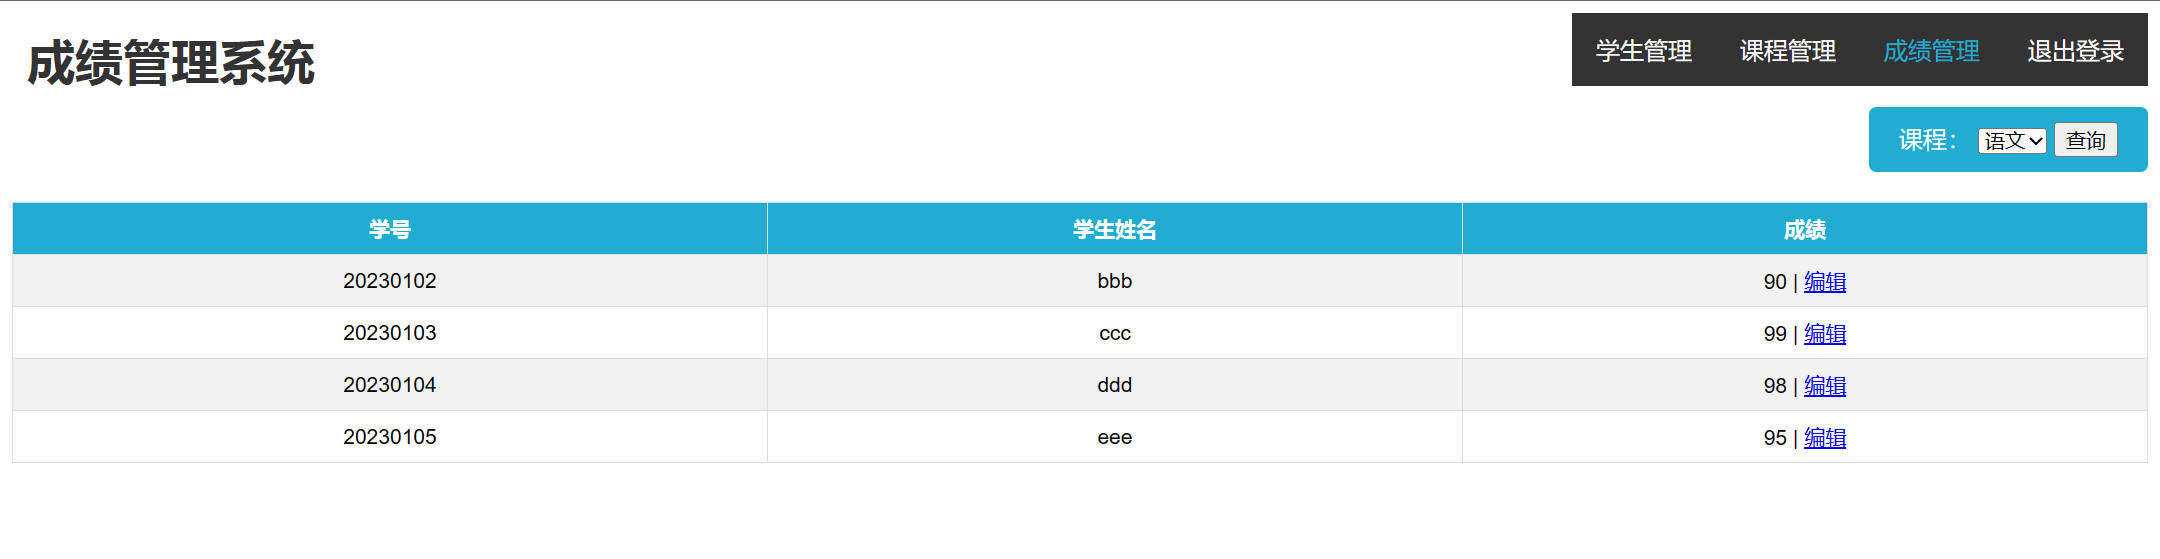 成绩管理系统
学生管理 课程管理 成绩管理 退出登录
课程： 语文 查询
学号 学生姓名 成绩
20230102 bbb 90 | 编辑
20230103 ccc 99 | 编辑
20230104 ddd 98 | 编辑
20230105 eee 95 | 编辑